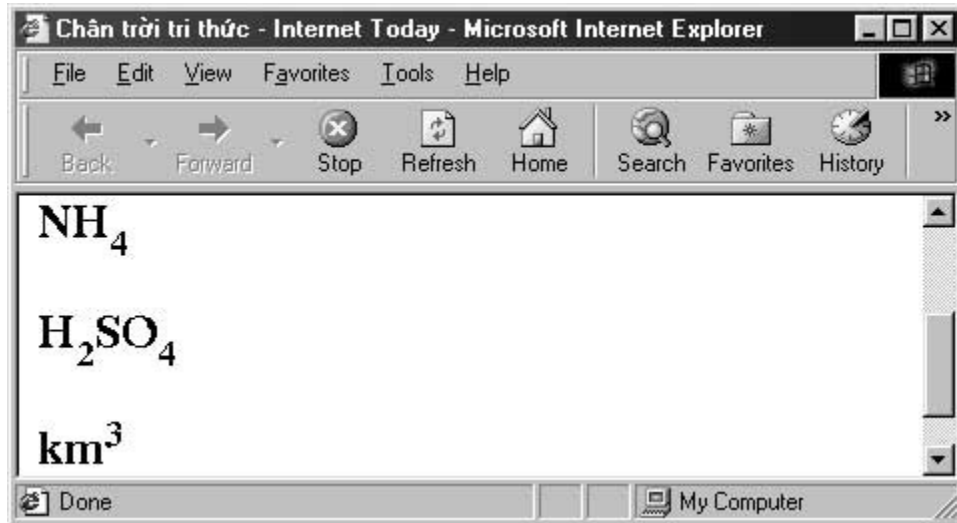 Chân trời tri thức - Internet Today - Microsoft Internet Explorer
File Edit View Favorites Tools Help
Back Forward Stop Refresh Home Search Favorites History »
NH₄
H₂SO₄
km³
Done My Computer